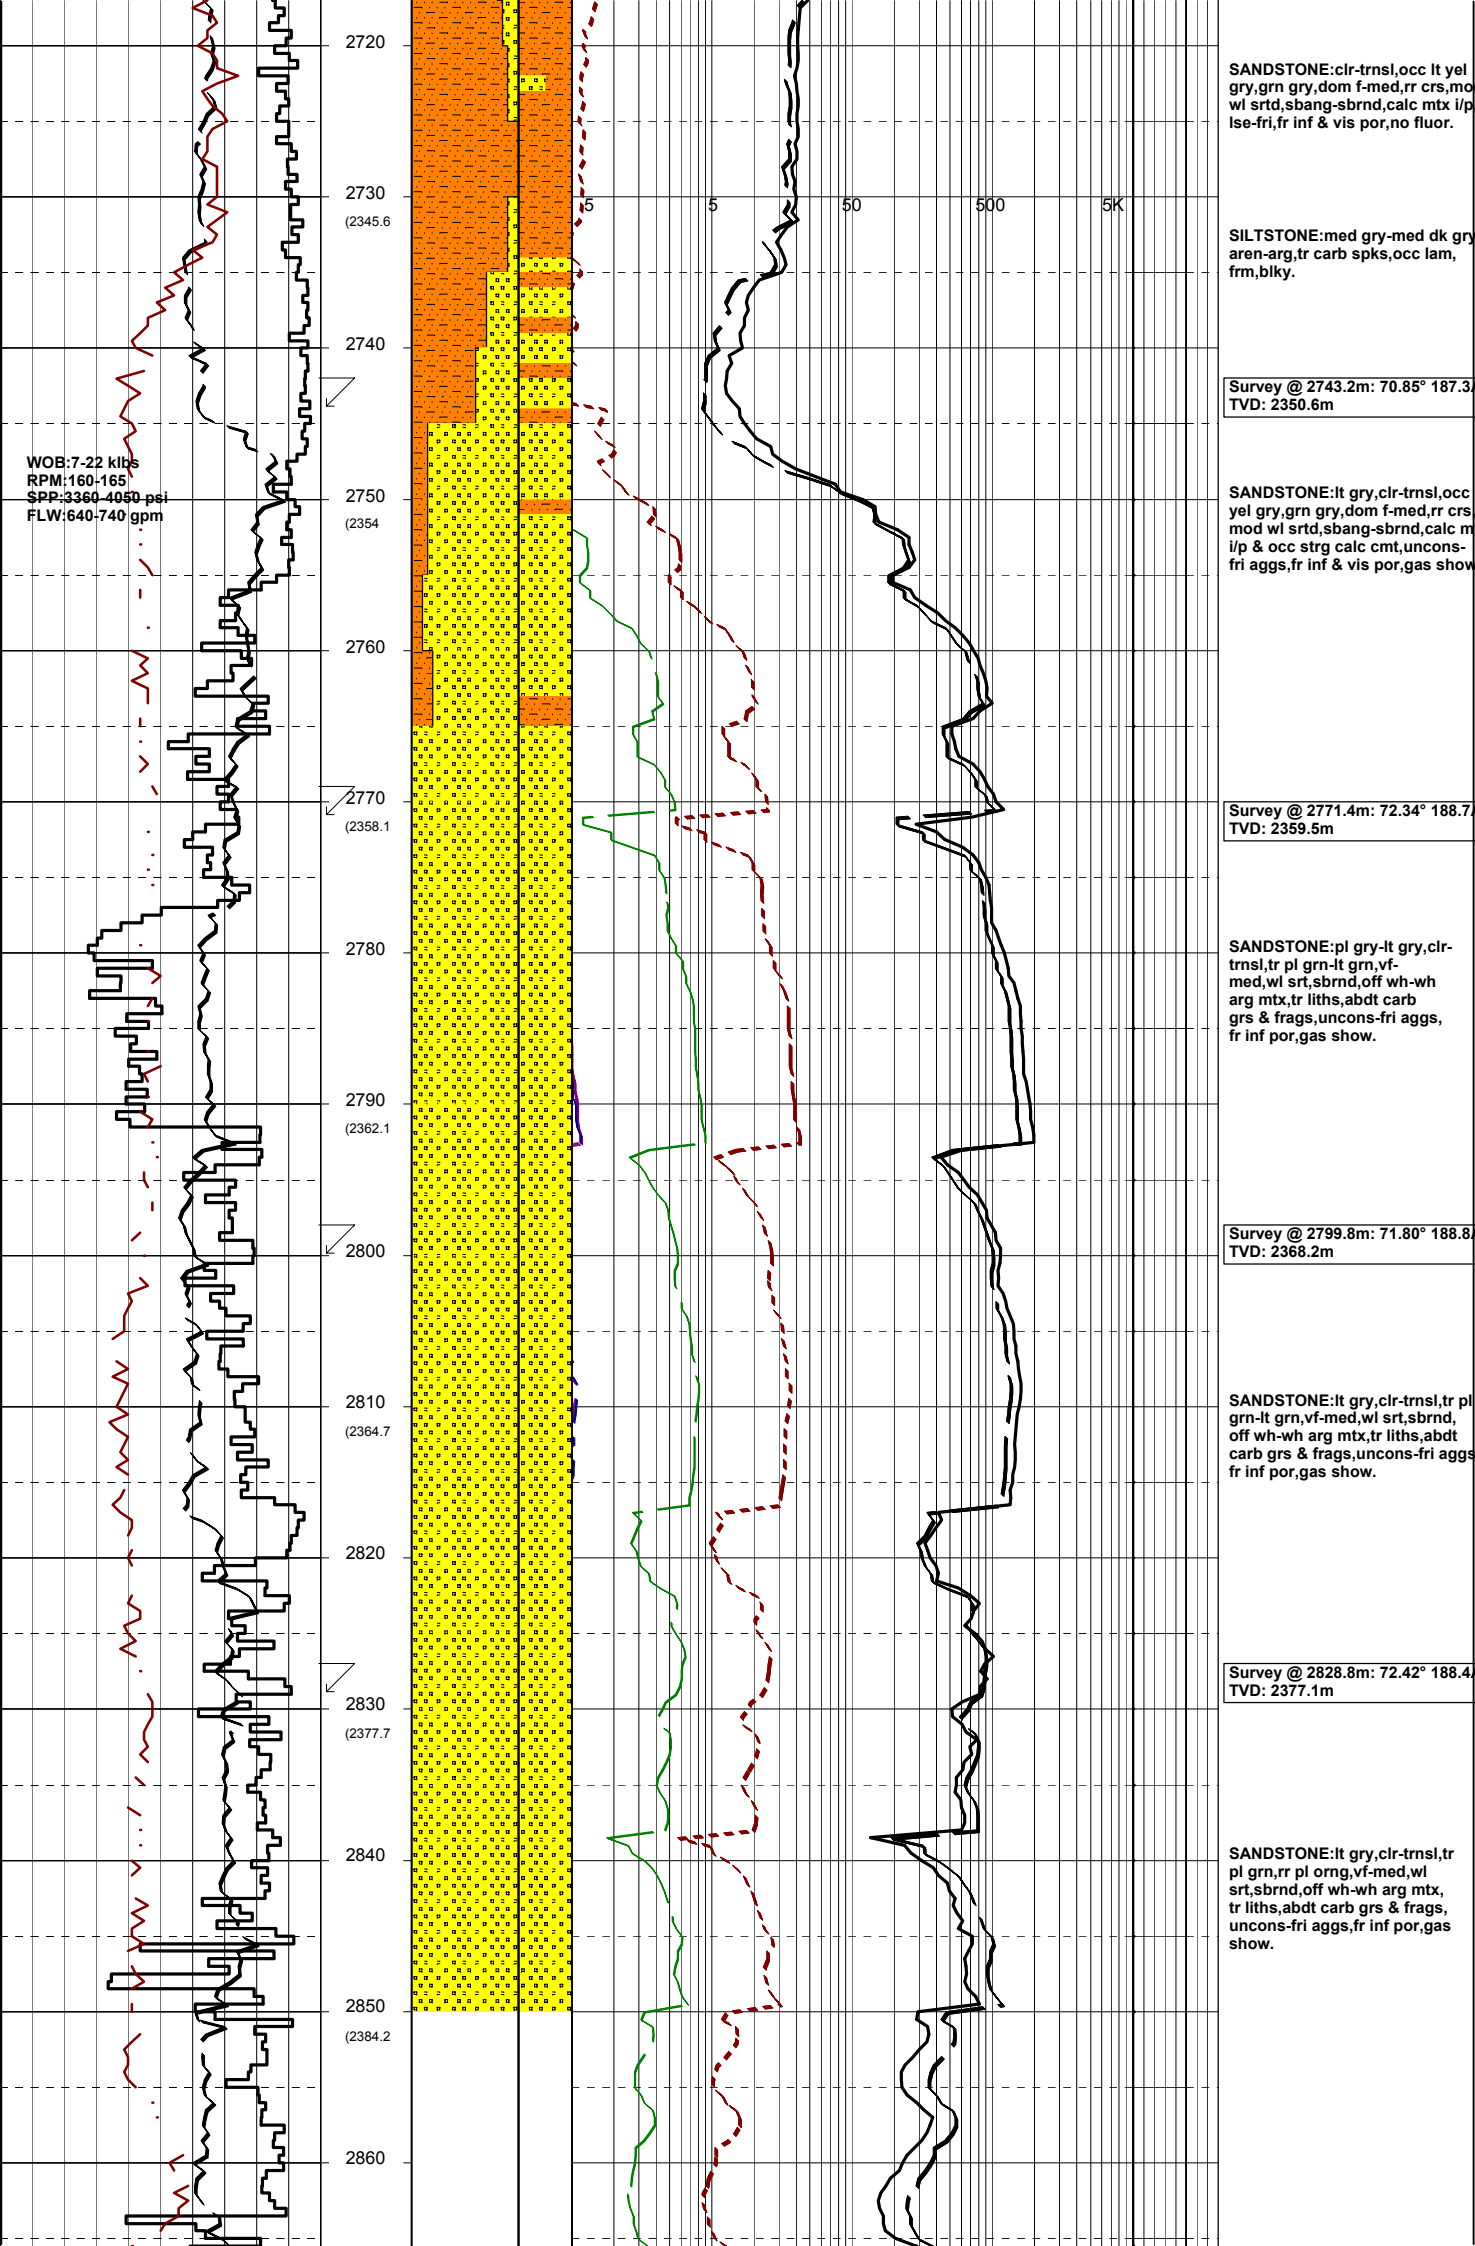 2720
SANDSTONE:clr-trnsl,occ lt yel
gry,grn gry,dom f-med,rr crs,mo
wl srtd,sbang-sbrnd,calc mtx i/p
lse-fri,fr inf & vis por,no fluor.
2730
(2345.6
5
5
50
500
5K
SILTSTONE:med gry-med dk gry
aren-arg,tr carb spks,occ lam,
frm,blky.
2740
Survey @ 2743.2m: 70.85° 187.3
TVD: 2350.6m
WOB:7-22 klbs
RPM:160-165
SPP:3360-4050 psi
FLW:640-740 gpm
2750
(2354
SANDSTONE:lt gry,clr-trnsl,occ
yel gry,grn gry,dom f-med,rr crs,
mod wl srtd,sbang-sbrnd,calc m
i/p & occ strg calc cmt,uncons-
fri aggs,fr inf & vis por,gas show
2760
2770
(2358.1
Survey @ 2771.4m: 72.34° 188.7
TVD: 2359.5m
2780
SANDSTONE:pl gry-lt gry,clr-
trnsl,tr pl grn-lt grn,vf-
med,wl srt,sbrnd,off wh-wh
arg mtx,tr liths,abdt carb
grs & frags,uncons-fri aggs,
fr inf por,gas show.
2790
(2362.1
2800
Survey @ 2799.8m: 71.80° 188.8
TVD: 2368.2m
2810
(2364.7
SANDSTONE:lt gry,clr-trnsl,tr pl
grn-lt grn,vf-med,wl srt,sbrnd,
off wh-wh arg mtx,tr liths,abdt
carb grs & frags,uncons-fri aggs
fr inf por,gas show.
2820
2830
(2377.7
Survey @ 2828.8m: 72.42° 188.4
TVD: 2377.1m
2840
SANDSTONE:lt gry,clr-trnsl,tr
pl grn,rr pl orng,vf-med,wl
srt,sbrnd,off wh-wh arg mtx,
tr liths,abdt carb grs & frags,
uncons-fri aggs,fr inf por,gas
show.
2850
(2384.2
2860